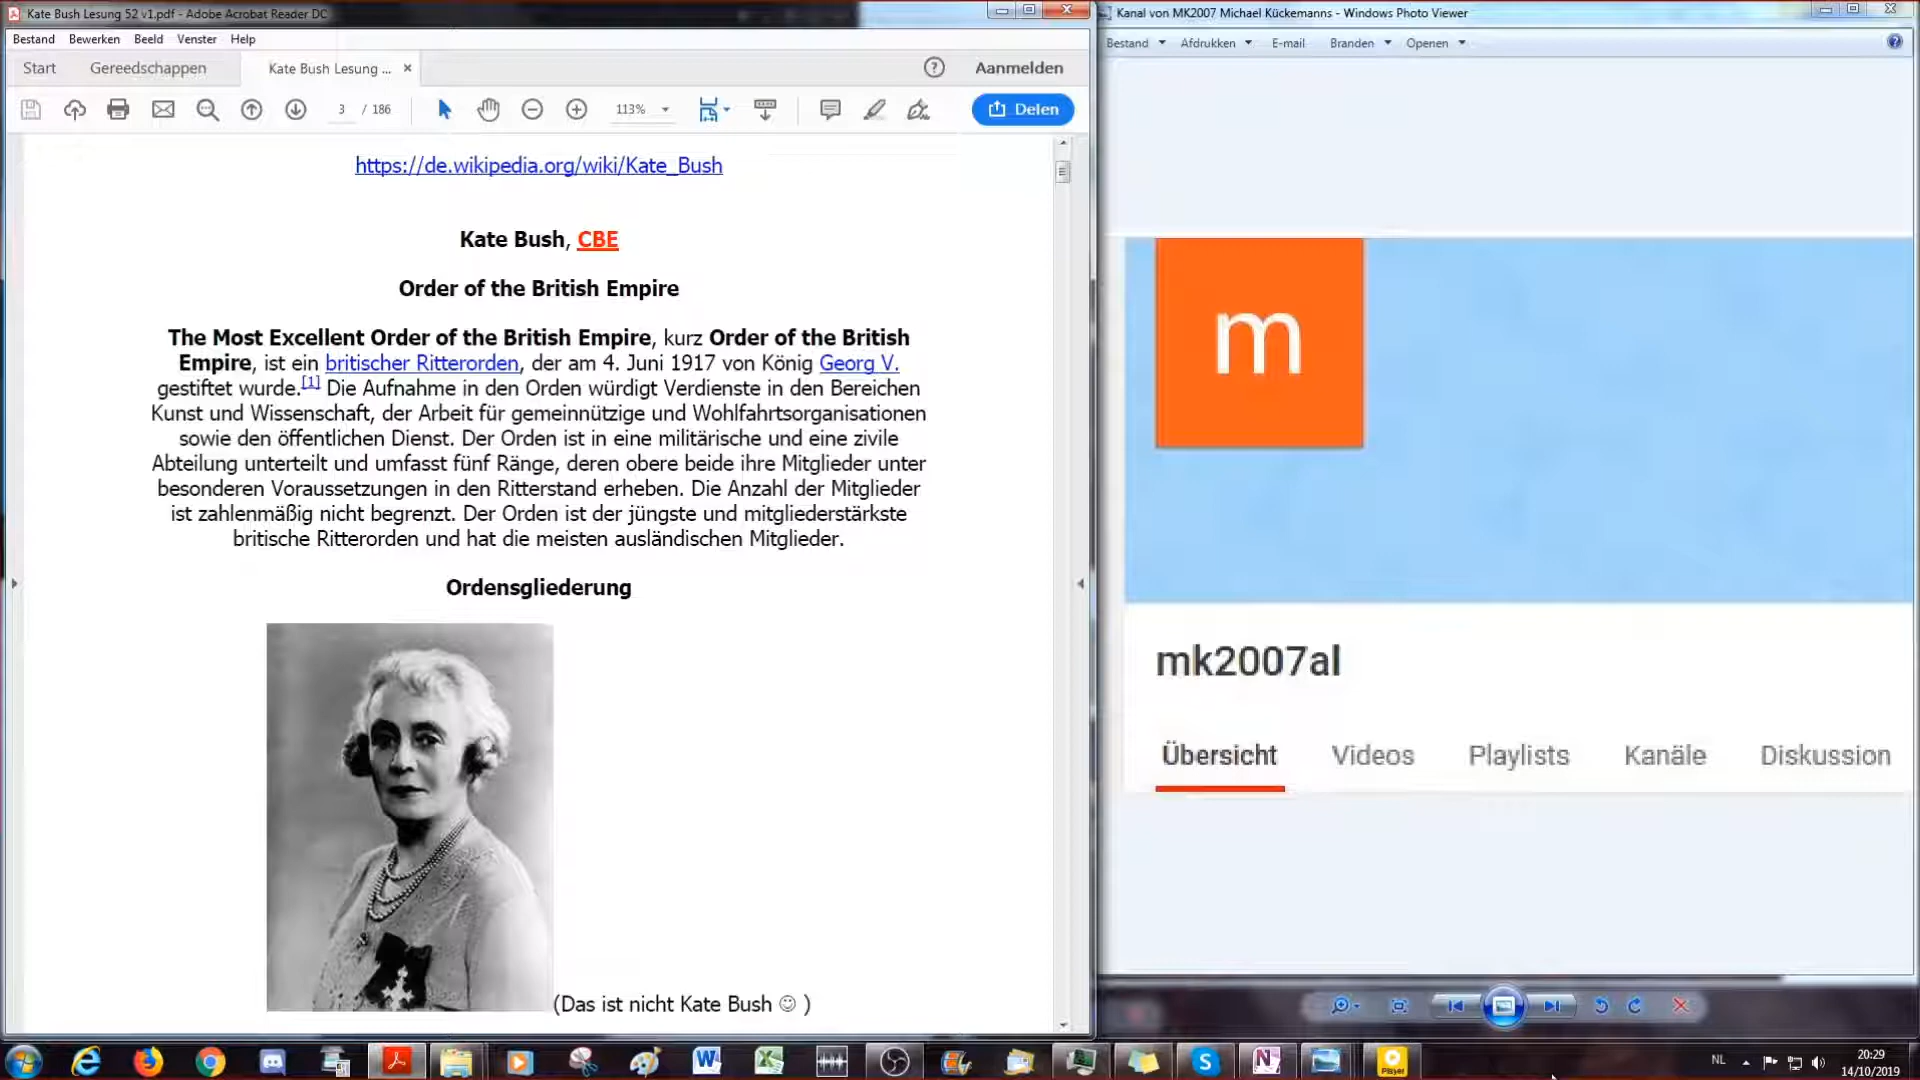 Kate Bush Lesung 52 v1.pdf - Adobe Acrobat Reader DC
Bestand Bewerken Beeld Venster Help
Start Gereedschappen Kate Bush Lesung ... × Aanmelden
3 / 186 113% Delen
https://de.wikipedia.org/wiki/Kate_Bush
Kate Bush, CBE
Order of the British Empire
The Most Excellent Order of the British Empire, kurz Order of the British
Empire, ist ein britischer Ritterorden, der am 4. Juni 1917 von König Georg V.
gestiftet wurde.[1] Die Aufnahme in den Orden würdigt Verdienste in den Bereichen
Kunst und Wissenschaft, der Arbeit für gemeinnützige und Wohlfahrtsorganisationen
sowie den öffentlichen Dienst. Der Orden ist in eine militärische und eine zivile
Abteilung unterteilt und umfasst fünf Ränge, deren obere beide ihre Mitglieder unter
besonderen Voraussetzungen in den Ritterstand erheben. Die Anzahl der Mitglieder
ist zahlenmäßig nicht begrenzt. Der Orden ist der jüngste und mitgliederstärkste
britische Ritterorden und hat die meisten ausländischen Mitglieder.
Ordensgliederung
(Das ist nicht Kate Bush ☺ )
Kanal von MK2007 Michael Kückemanns - Windows Photo Viewer
Bestand Afdrukken E-mail Branden Openen
m
mk2007al
Übersicht Videos Playlists Kanäle Diskussion
Player
NL
20:29
14/10/2019